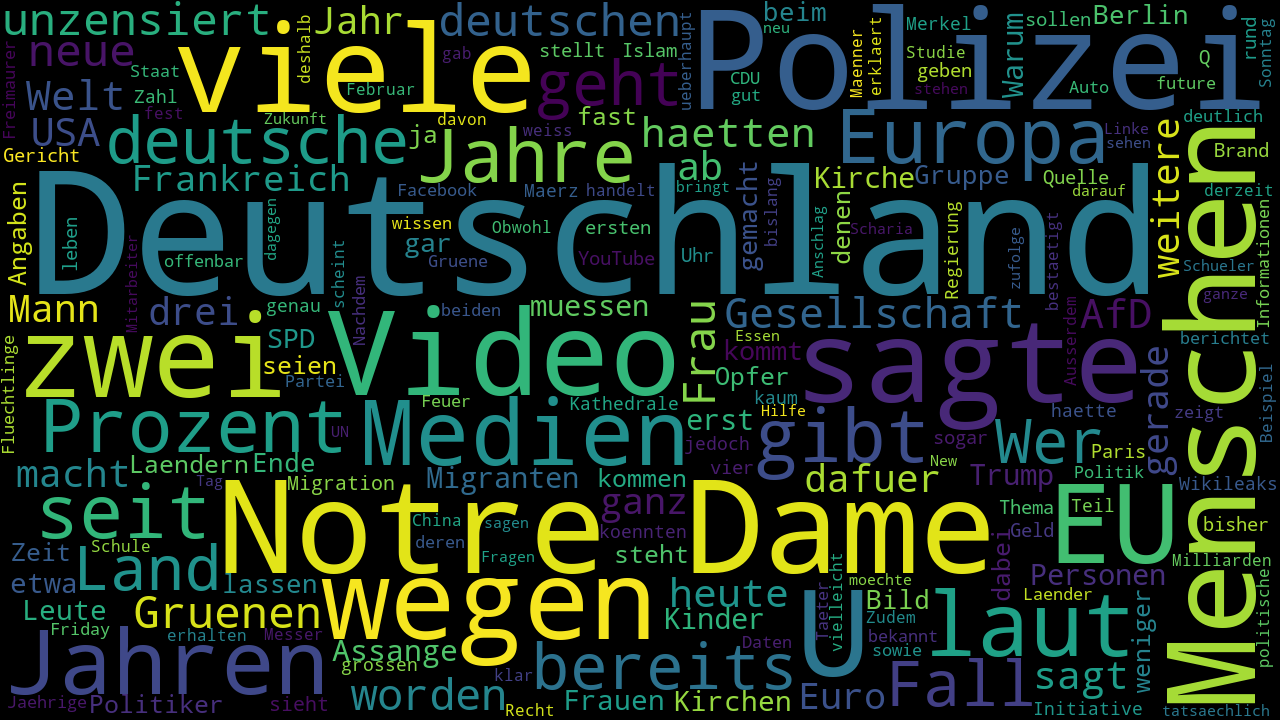 unzensiert
viele
Jahr
deutschen
Polizei
beim
neu
Merkel
sollen
Berlin
rund
Sonntag
Freimaurer
neue
Staat
deshalb
gab
stellt
Islam
ueberhaupt
Maenner
erklaert
Studie
Warum
Q
Welt
Zahl
Februar
geht
CDU
gut
geben
stehen
Auto
future
fest
Zukunft
davon
weiss
fast
USA
deutsche
ja
Jahre
haetten
Europa
Linke
sehen
deutlich
Gericht
Frankreich
ab
Kirche
Gruppe
Quelle
weitere
Brand
Angaben
leben
Deutschland
Facebook
Maerz
handelt
bringt
gemacht
bislang
darauf
derzeit
Menschen
dagegen
wissen
Obwohl
ersten
Anschlag
denen
Scharia
Regierung
offenbar
scheint
gar
Gruene
YouTube
Uhr
zufolge
bestaetigt
Schueler
Informationen
Mann
Mitarbeiter
drei
genau
Nachdem
beiden
muessen
Gesellschaft
AfD
ganze
Fluechtlinge
zwei
SPD
seien
Video
Frau
Essen
kommt
sagte
Ausserdem
gerade
berichtet
Partei
Opfer
Beispiel
Prozent
UN
Feuer
Medien
Kathedrale
erst
kaum
Hilfe
gibt
haette
zeigt
jedoch
sogar
Wer
Paris
macht
Laendern
Ende
vier
New
Politik
Tag
Migration
Migranten
kommen
dafuer
Trump
Wikileaks
seit
Notre
Dame
China
sagen
ganz
koennten
Thema
Teil
EU
bisher
Zeit
Schule
deren
Fragen
steht
Geld
dabei
Milliarden
etwa
Land
lassen
wegen
heute
vielleicht
moechte
Personen
Laender
politischen
Leute
Gruenen
Kinder
Taeter
U
Bild
Zudem
laut
weniger
Friday
erhalten
Messer
Assange
Daten
bekannt
sowie
Jahren
grossen
klar
bereits
Fall
sagt
Jaehrige
Politiker
sieht
worden
Recht
Frauen
Kirchen
Euro
Initiative
tatsaechlich